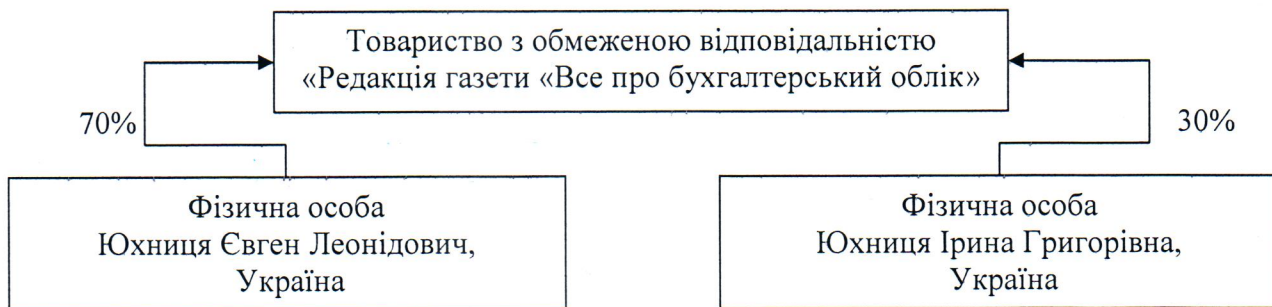 Товариство з обмеженою відповідальністю
«Редакція газети «Все про бухгалтерський облік»
70%
30%
Фізична особа
Юхниця Євген Леонідович,
Україна
Фізична особа
Юхниця Ірина Григорівна,
Україна